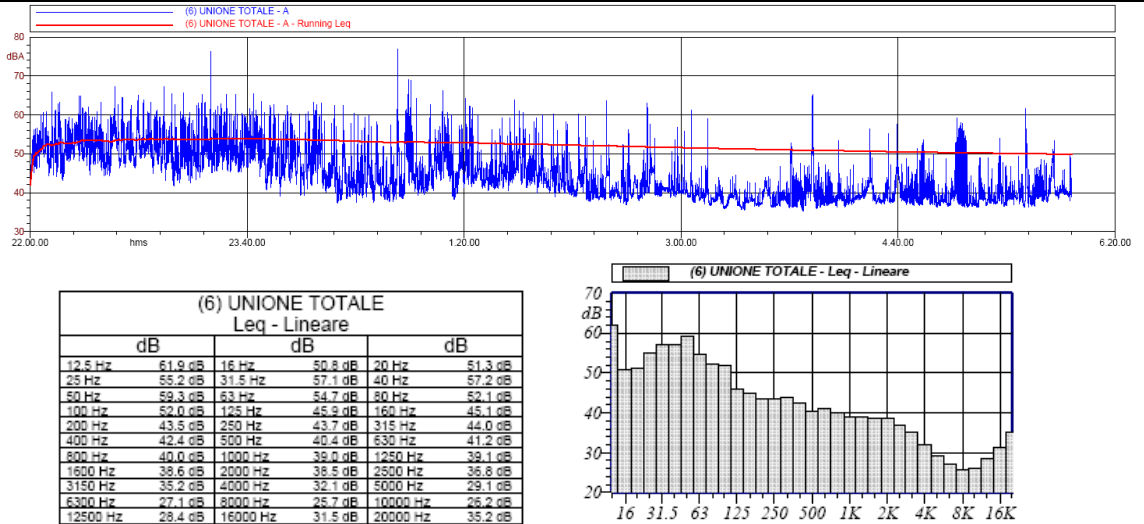 (6) UNIONE TOTALE - A
(6) UNIONE TOTALE - A - Running Leq
80
dBA
70
60
50
40
30
22.00.00 hms 23.40.00 1.20.00 3.00.00 4.40.00 6.20.00
(6) UNIONE TOTALE
Leq - Lineare
dB dB dB
12.5 Hz 61.9 dB 16 Hz 50.8 dB 20 Hz 51.3 dB
25 Hz 55.2 dB 31.5 Hz 57.1 dB 40 Hz 57.2 dB
50 Hz 59.3 dB 63 Hz 54.7 dB 80 Hz 52.1 dB
100 Hz 52.0 dB 125 Hz 45.9 dB 160 Hz 45.1 dB
200 Hz 43.5 dB 250 Hz 43.7 dB 315 Hz 44.0 dB
400 Hz 42.4 dB 500 Hz 40.4 dB 630 Hz 41.2 dB
800 Hz 40.0 dB 1000 Hz 39.0 dB 1250 Hz 39.1 dB
1600 Hz 38.6 dB 2000 Hz 38.5 dB 2500 Hz 36.8 dB
3150 Hz 35.2 dB 4000 Hz 32.1 dB 5000 Hz 29.1 dB
6300 Hz 27.1 dB 8000 Hz 25.7 dB 10000 Hz 26.2 dB
12500 Hz 28.4 dB 16000 Hz 31.5 dB 20000 Hz 35.2 dB
(6) UNIONE TOTALE - Leq - Lineare
70
dB
60
50
40
30
20
16 31.5 63 125 250 500 1K 2K 4K 8K 16K